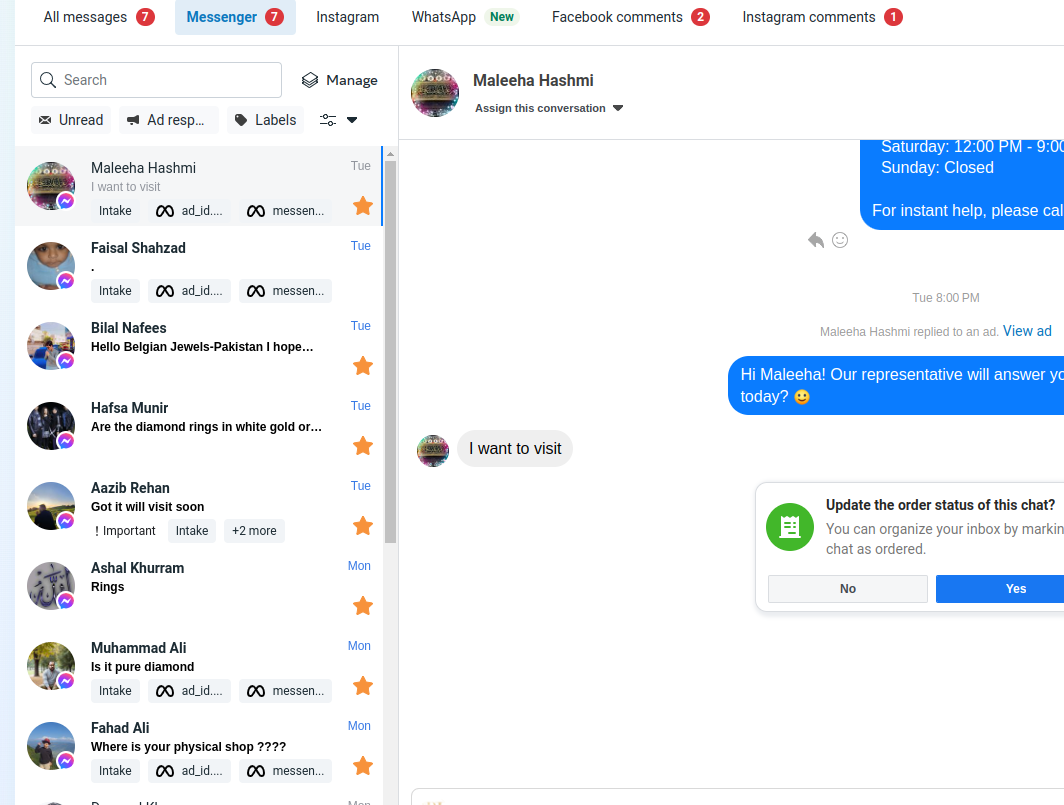 All messages 7 Messenger 7 Instagram WhatsApp New Facebook comments 2 Instagram comments 1
Search Manage
Unread Ad resp... Labels
Maleeha Hashmi Tue
I want to visit
Intake ad_id.... messen...
Faisal Shahzad Tue
.
Intake ad_id.... messen...
Bilal Nafees Tue
Hello Belgian Jewels-Pakistan I hope…
Hafsa Munir Tue
Are the diamond rings in white gold or…
Aazib Rehan Tue
Got it will visit soon
! Important Intake +2 more
Ashal Khurram Mon
Rings
Muhammad Ali Mon
Is it pure diamond
Intake ad_id.... messen...
Fahad Ali Mon
Where is your physical shop ????
Intake ad_id.... messen...
Mon
Maleeha Hashmi
Assign this conversation
Saturday: 12:00 PM - 9:00
Sunday: Closed
For instant help, please cal
Tue 8:00 PM
Maleeha Hashmi replied to an ad. View ad
Hi Maleeha! Our representative will answer yo
today? 🙂
I want to visit
Update the order status of this chat?
You can organize your inbox by markin
chat as ordered.
No Yes